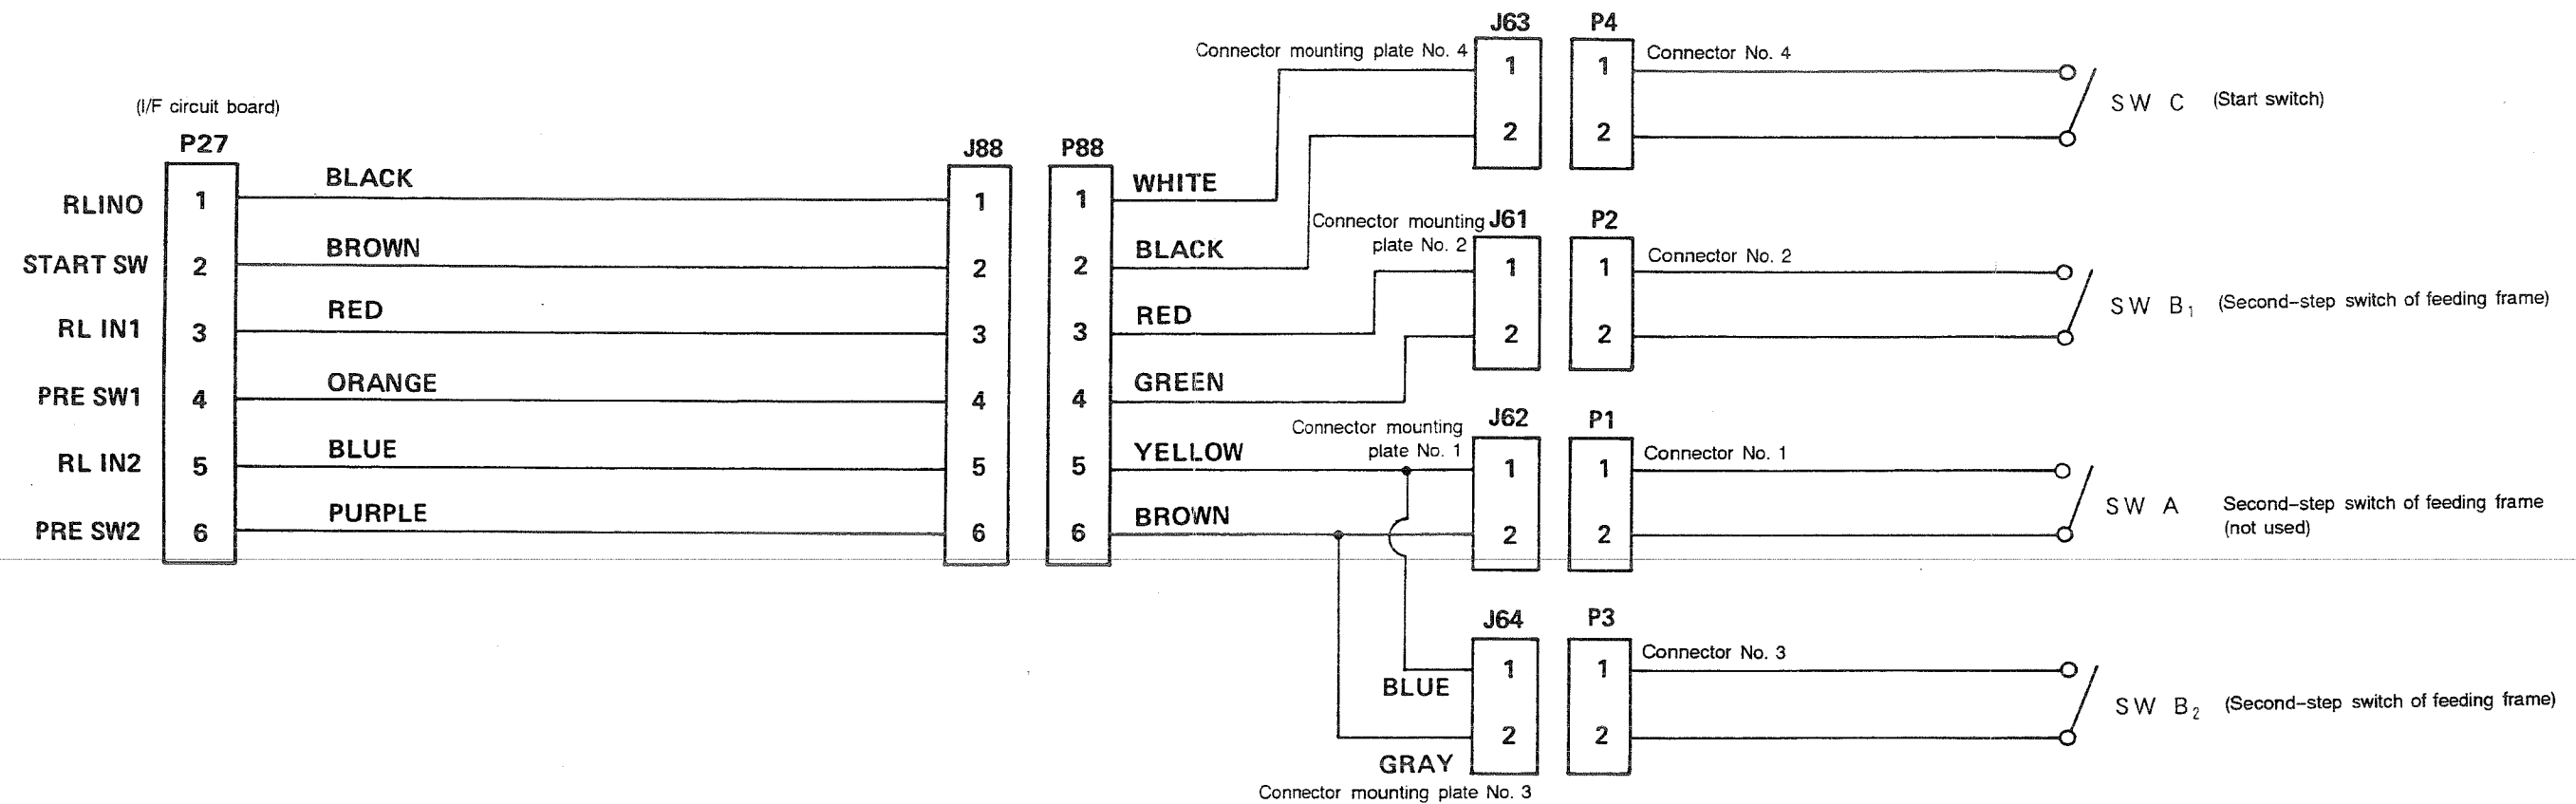 (I/F circuit board)
P27
RLINO 1 BLACK
START SW 2 BROWN
RL IN1 3 RED
PRE SW1 4 ORANGE
RL IN2 5 BLUE
PRE SW2 6 PURPLE
J88
1
2
3
4
5
6
P88
1 WHITE
2 BLACK
3 RED
4 GREEN
5 YELLOW
6 BROWN
Connector mounting plate No. 4
J63
1
2
P4
1
2
Connector No. 4
SW C (Start switch)
Connector mounting
plate No. 2
J61
1
2
P2
1
2
Connector No. 2
SW B₁ (Second-step switch of feeding frame)
Connector mounting
plate No. 1
J62
1
2
P1
1
2
Connector No. 1
SW A Second-step switch of feeding frame
(not used)
J64
1
2
BLUE
GRAY
Connector mounting plate No. 3
P3
1
2
Connector No. 3
SW B₂ (Second-step switch of feeding frame)